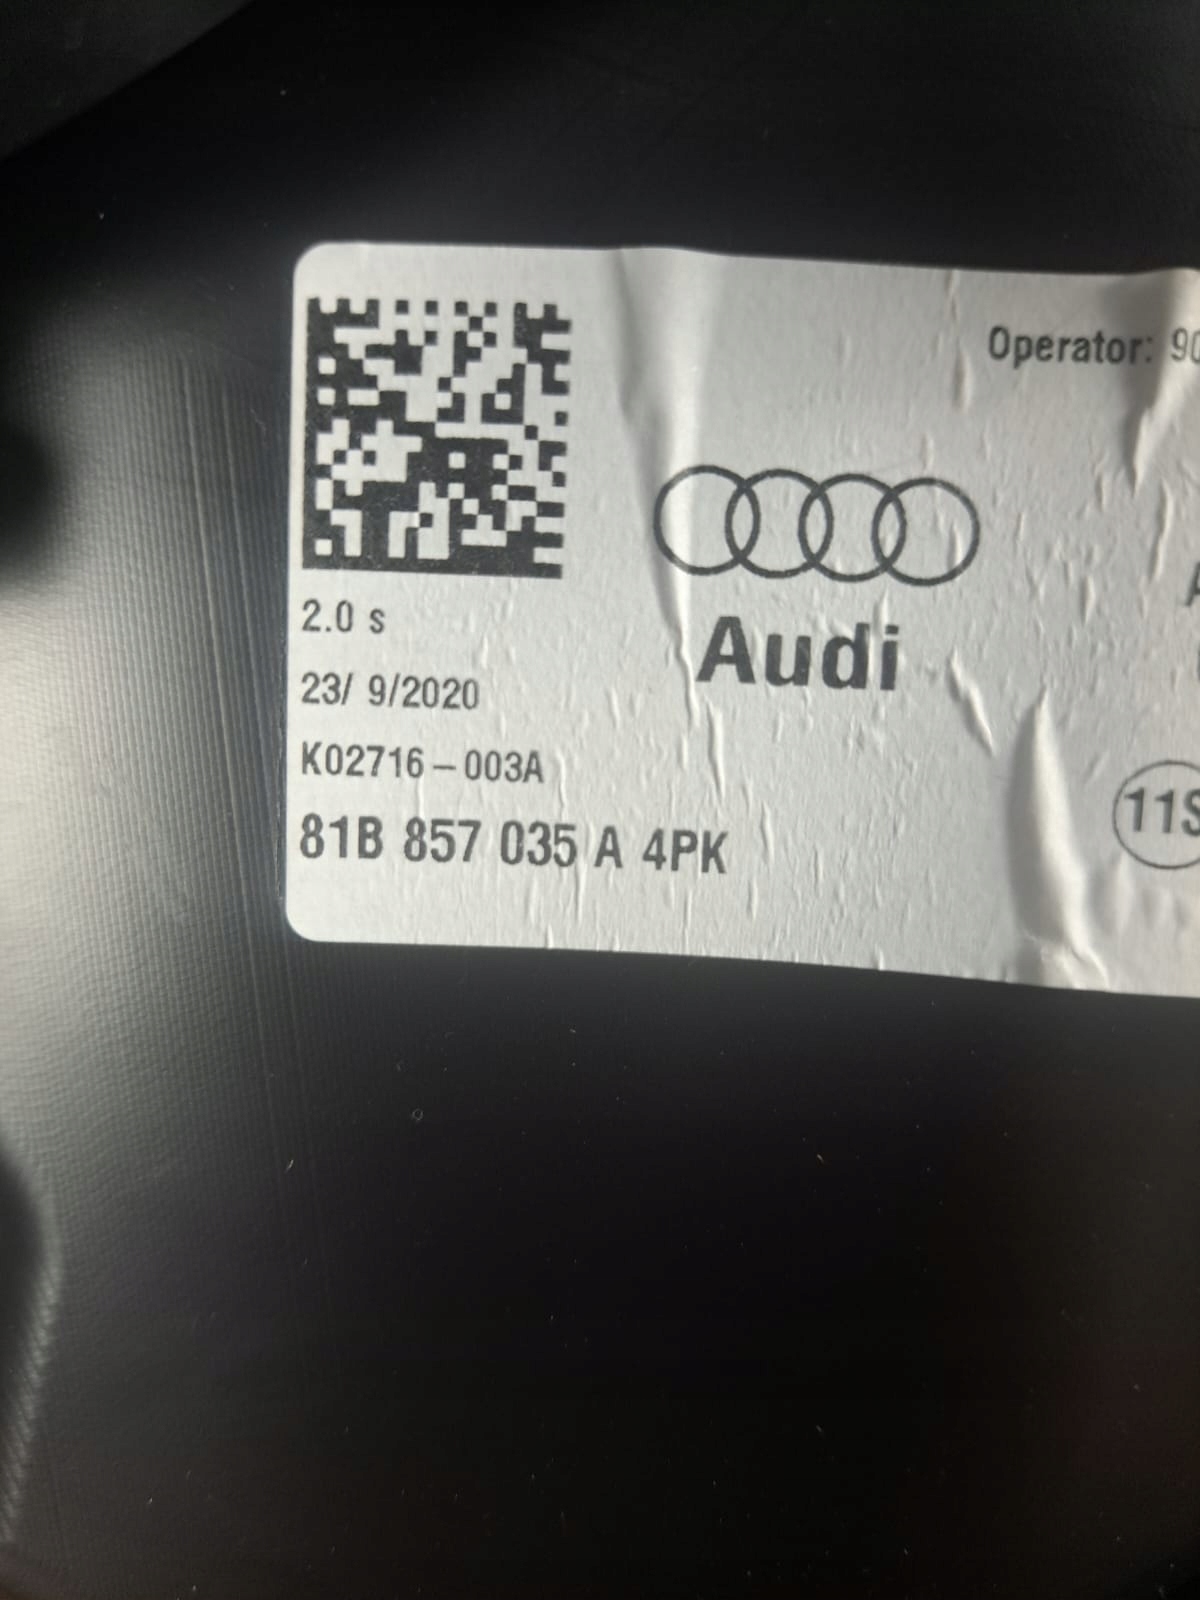 Operator: 90
Audi
2.0 s
23/ 9/2020
K02716-003A
11S
81B 857 035 A 4PK